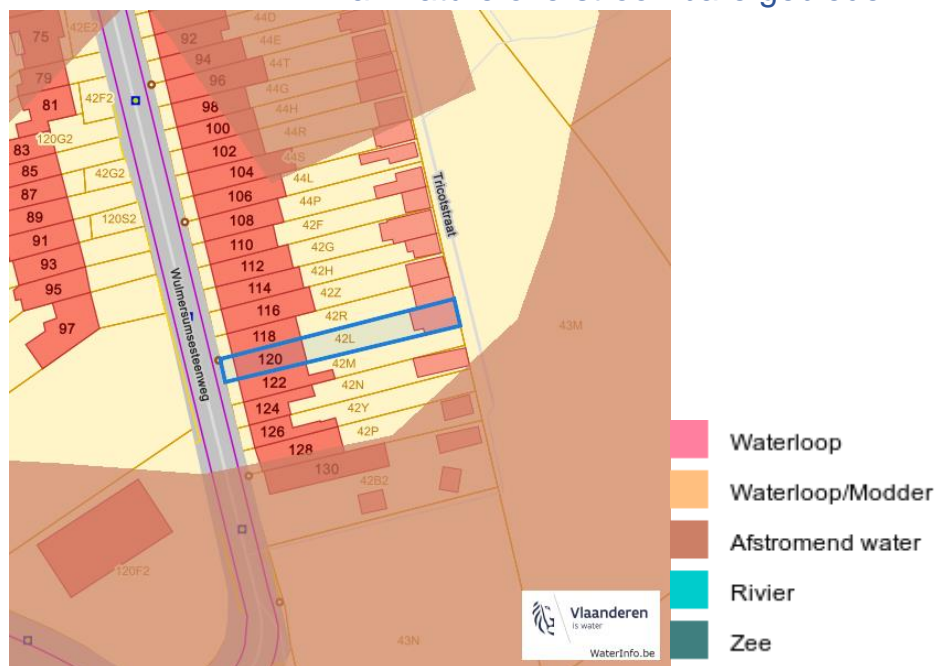 75
42E2
92
44D
94
44E
79
96
44T
81
42F2
98
44G
100
44H
120G2
102
44R
83
44S
85
42G2
104
44L
87
106
44P
89
120S2
108
42F
91
110
42G
93
112
42H
95
114
42Z
97
116
42R
118
43M
120
42L
122
42M
124
42N
126
42Y
128
42P
130
42B2
120F2
43N
Tricotstraat
Wulmersumsesteenweg
Vlaanderen
is water
WaterInfo.be
Waterloop
Waterloop/Modder
Afstromend water
Rivier
Zee